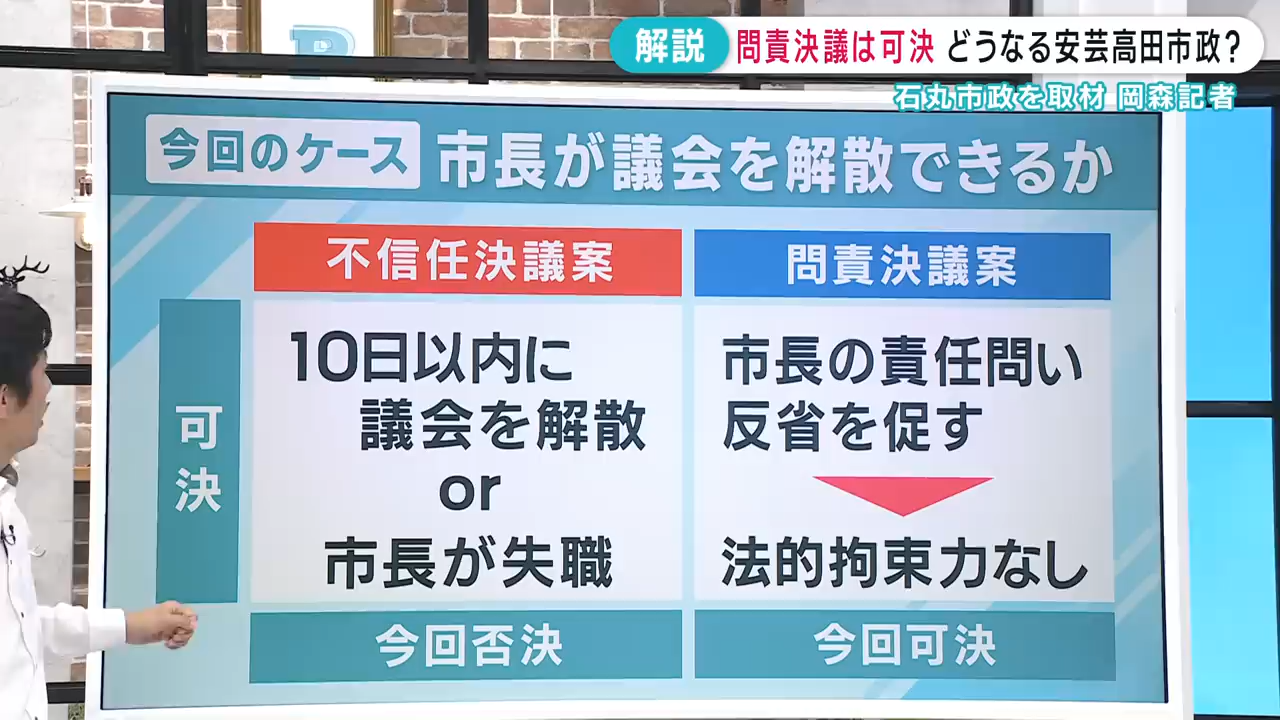 解説 問責決議は可決 どうなる安芸高田市政?
石丸市政を取材 岡森記者
今回のケース 市長が議会を解散できるか
不信任決議案
問責決議案
可決
10日以内に
議会を解散
or
市長が失職
市長の責任問い
反省を促す
法的拘束力なし
今回否決
今回可決